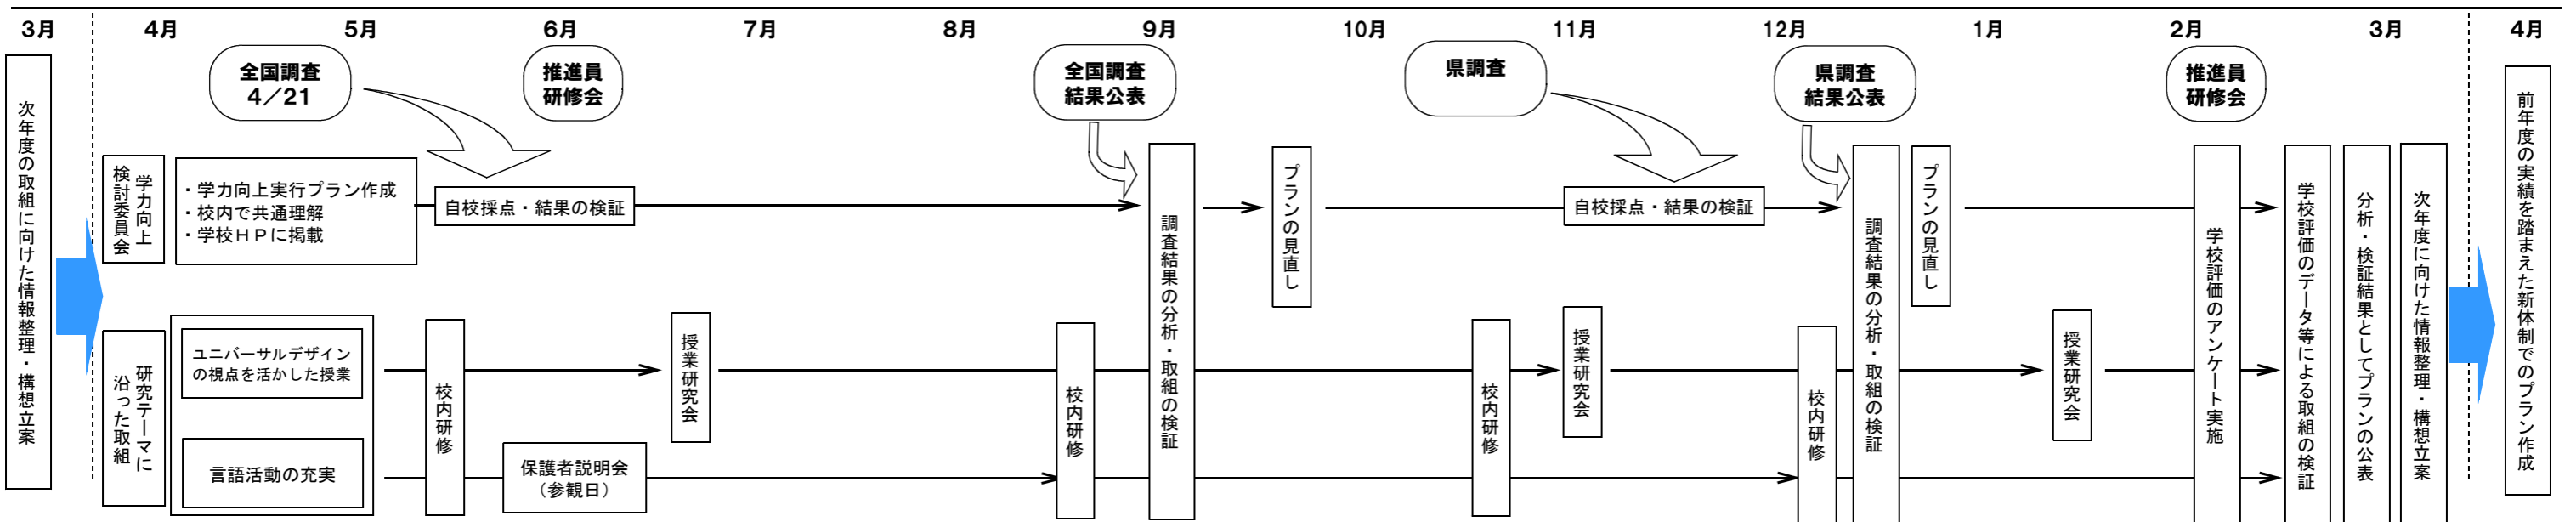 3月
4月
5月
6月
7月
8月
9月
10月
11月
12月
1月
2月
3月
4月
全国調査
4／21
推進員
研修会
全国調査
結果公表
県調査
県調査
結果公表
推進員
研修会
次年度の取組に向けた情報整理・構想立案
学力向上
検討委員会
・学力向上実行プラン作成
・校内で共通理解
・学校ＨＰに掲載
自校採点・結果の検証
調査結果の分析・取組の検証
プランの見直し
自校採点・結果の検証
調査結果の分析・取組の検証
プランの見直し
学校評価のアンケート実施
学校評価のデータ等による取組の検証
分析・検証結果としてプランの公表
次年度に向けた情報整理・構想立案
前年度の実績を踏まえた新体制でのプラン作成
研究テーマに
沿った取組
ユニバーサルデザイン
の視点を活かした授業
言語活動の充実
校内研修
保護者説明会
（参観日）
授業研究会
校内研修
校内研修
授業研究会
校内研修
授業研究会